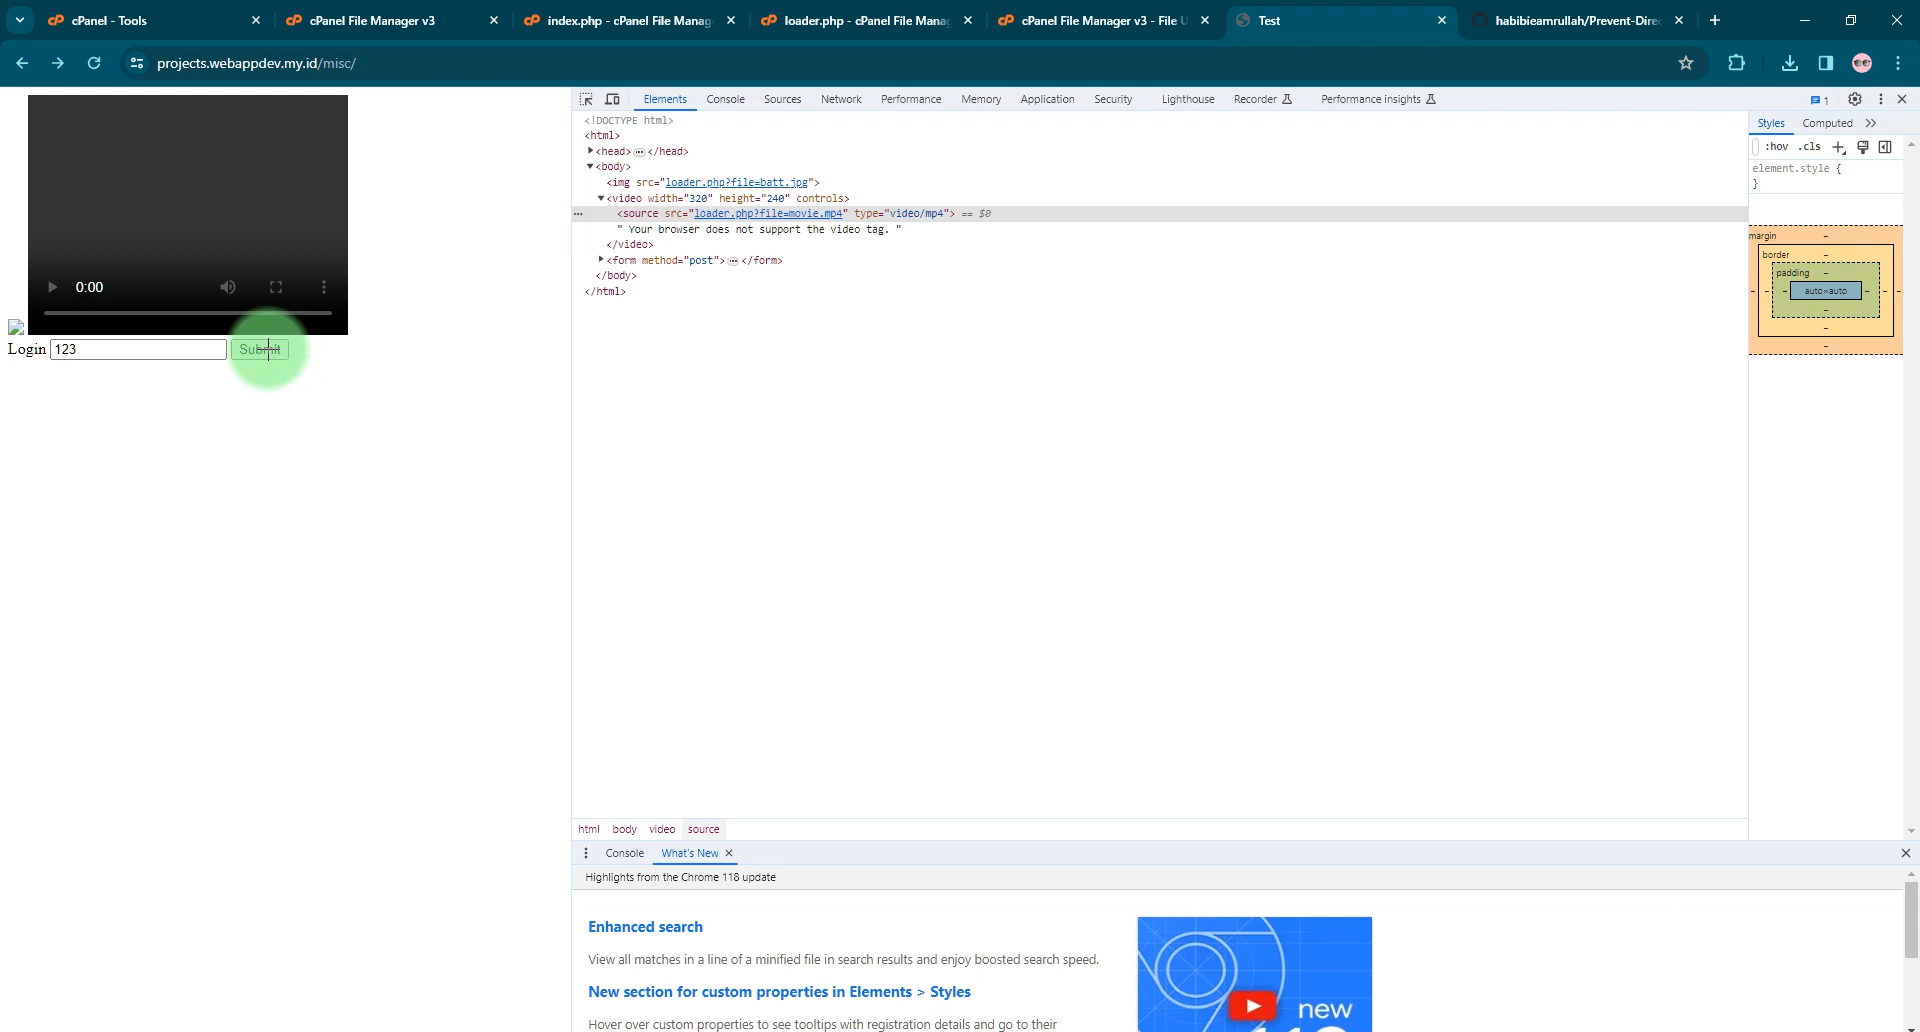 cPanel - Tools
cPanel File Manager v3
index.php - cPanel File Manag
loader.php - cPanel File Mana
cPanel File Manager v3 - File U
Test
habibieamrullah/Prevent-Dire
projects.webappdev.my.id/misc/
0:00
Login 123 Submit
Elements Console Sources Network Performance Memory Application Security Lighthouse Recorder Performance insights 1
<!DOCTYPE html>
<html>
<head> … </head>
<body>
<img src="loader.php?file=batt.jpg">
<video width="320" height="240" controls>
<source src="loader.php?file=movie.mp4" type="video/mp4"> == $0
" Your browser does not support the video tag. "
</video>
<form method="post"> … </form>
</body>
</html>
Styles Computed
:hov .cls
element.style {
}
margin -
border -
padding -
- - - auto×auto - - -
-
-
-
html body video source
Console What's New
Highlights from the Chrome 118 update
Enhanced search
View all matches in a line of a minified file in search results and enjoy boosted search speed.
New section for custom properties in Elements > Styles
Hover over custom properties to see tooltips with registration details and go to their
new